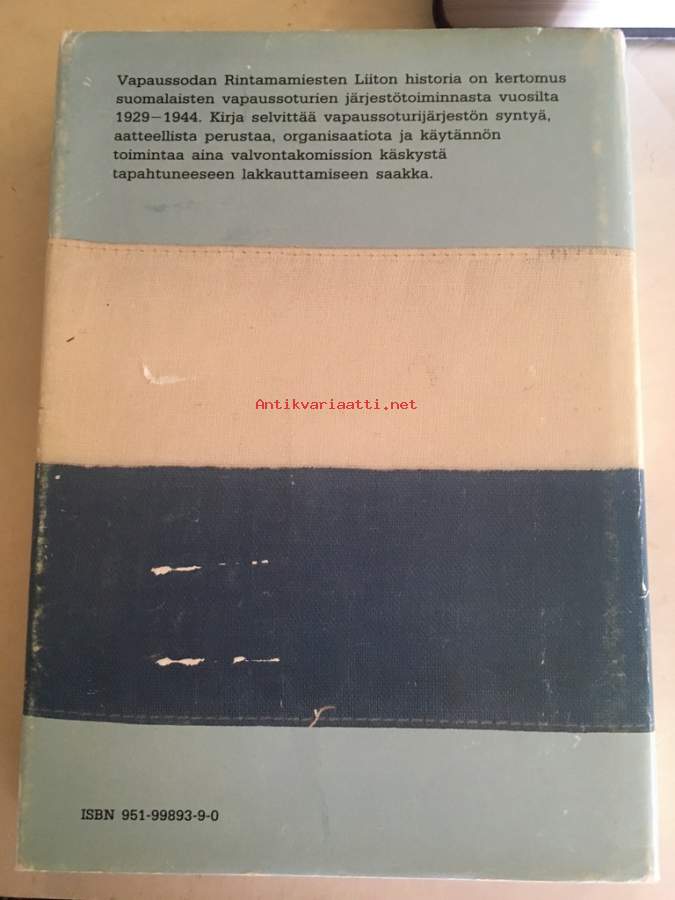 Vapaussodan Rintamamiesten Liiton historia on kertomus
suomalaisten vapaussoturien järjestötoiminnasta vuosilta
1929–1944. Kirja selvittää vapaussoturijärjestön syntyä,
aatteellista perustaa, organisaatiota ja käytännön
toimintaa aina valvontakomission käskystä
tapahtuneeseen lakkauttamiseen saakka.
Antikvariaatti.net
ISBN 951-99893-9-0